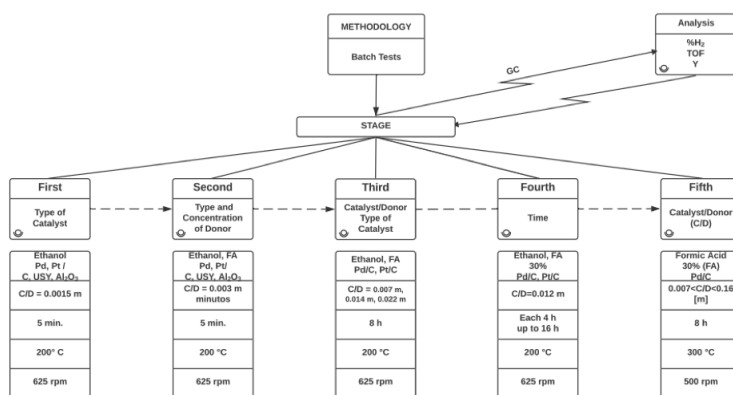 METHODOLOGY
Batch Tests
Analysis
%H₂
TOF
Y
GC
STAGE
First
Type of
Catalyst
Second
Type and
Concentration
of Donor
Third
Catalyst/Donor
Type of
Catalyst
Fourth
Time
Fifth
Catalyst/Donor
(C/D)
Ethanol
Pd, Pt /
C, USY, Al₂O₃
C/D = 0.0015 m
5 min.
200° C
625 rpm
Ethanol, FA
Pd, Pt/
C, USY, Al₂O₃
C/D = 0.003 m
minutos
5 min.
200 °C
625 rpm
Ethanol, FA
Pd/C, Pt/C
C/D = 0.007 m,
0.014 m, 0.022 m
8 h
200 °C
625 rpm
Ethanol, FA
30%
Pd/C, Pt/C
C/D=0.012 m
Each 4 h
up to 16 h
200 °C
625 rpm
Formic Acid
30% (FA)
Pd/C
0.007<C/D<0.16
[m]
8 h
300 °C
500 rpm